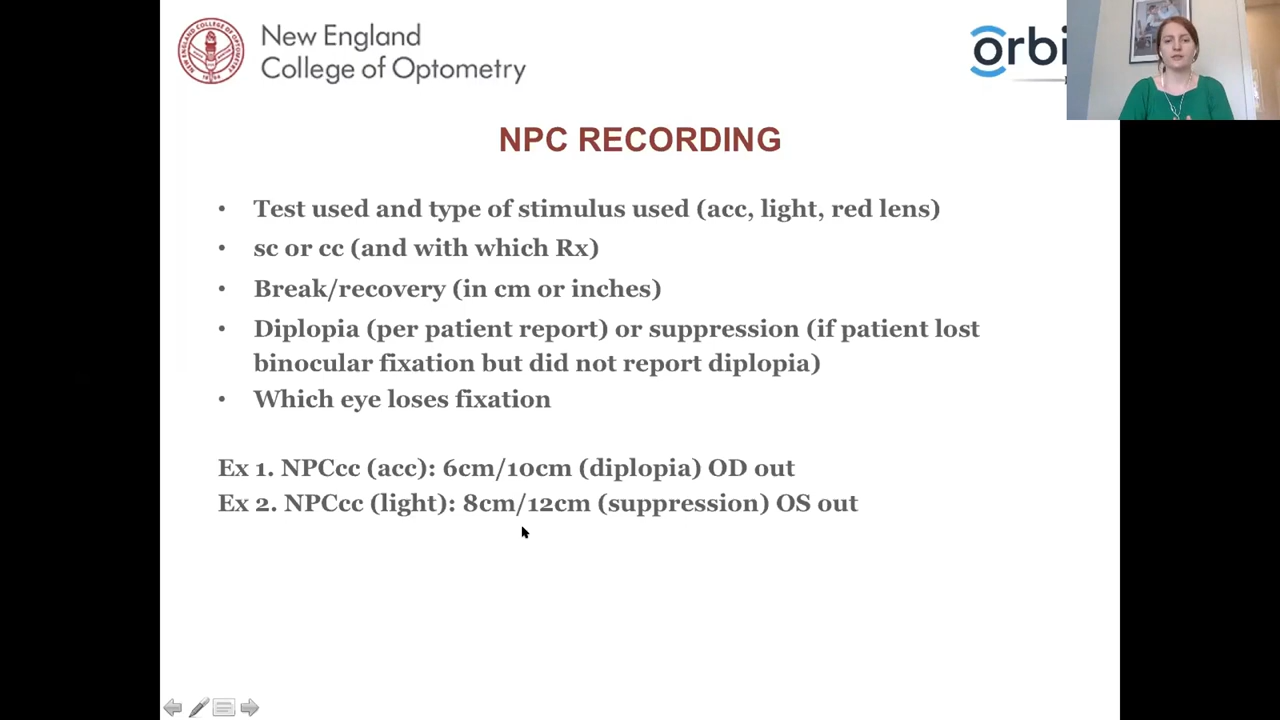 New England
College of Optometry
orbi
NPC RECORDING
• Test used and type of stimulus used (acc, light, red lens)
• sc or cc (and with which Rx)
• Break/recovery (in cm or inches)
• Diplopia (per patient report) or suppression (if patient lost
binocular fixation but did not report diplopia)
• Which eye loses fixation
Ex 1. NPCcc (acc): 6cm/10cm (diplopia) OD out
Ex 2. NPCcc (light): 8cm/12cm (suppression) OS out